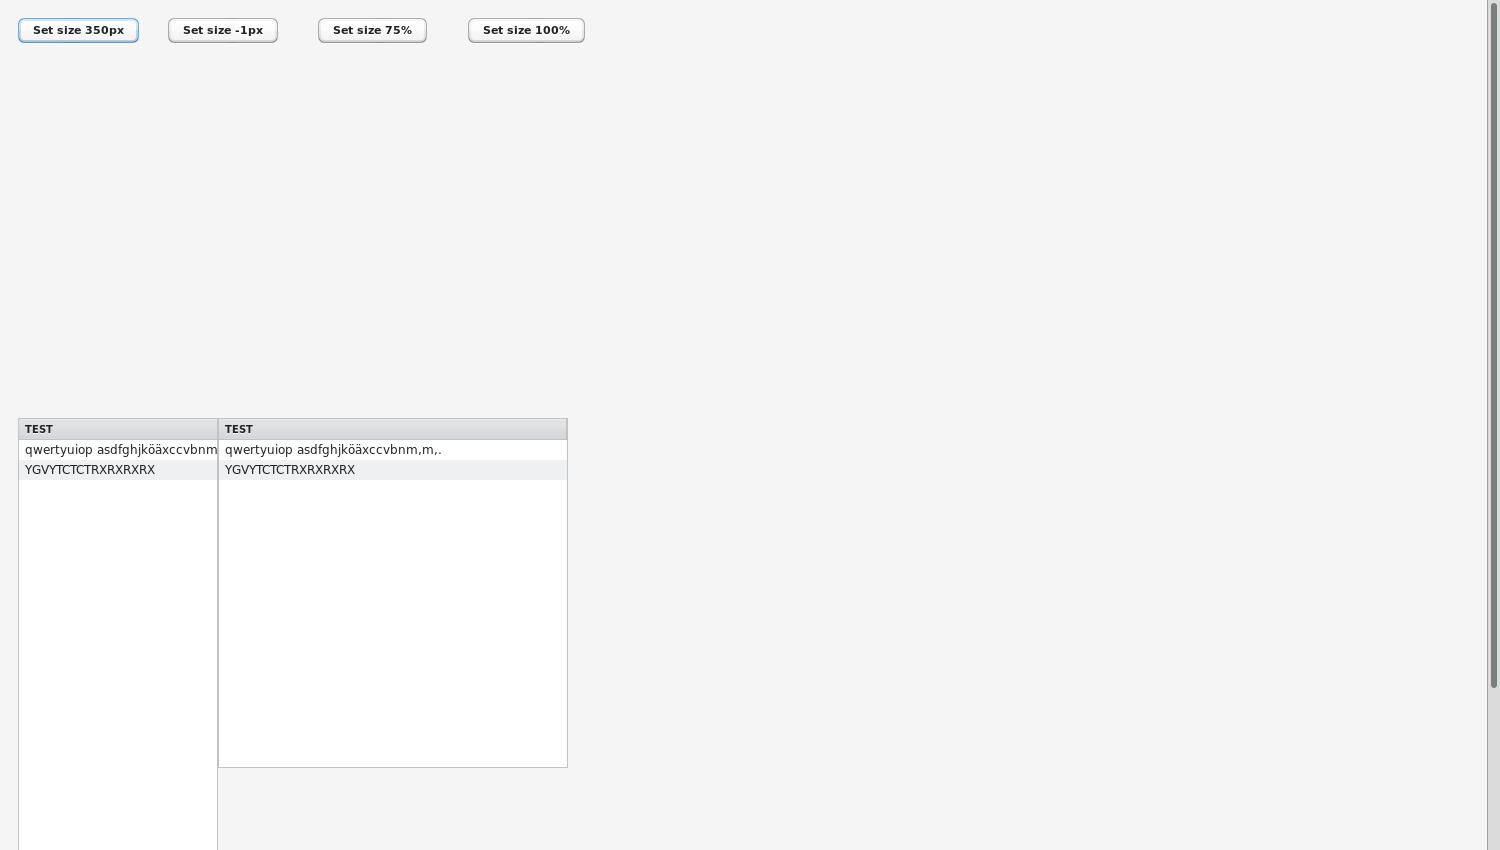 Set size 350px
Set size -1px
Set size 75%
Set size 100%
TEST
TEST
qwertyuiop asdfghjköäxccvbnm
qwertyuiop asdfghjköäxccvbnm,m,.
YGVYTCTCTRXRXRXRX
YGVYTCTCTRXRXRXRX